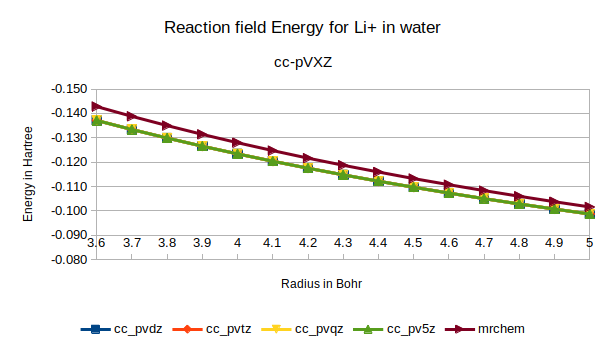 Reaction field Energy for Li+ in water
cc-pVXZ
Energy in Hartree
-0.150
-0.140
-0.130
-0.120
-0.110
-0.100
-0.090
-0.080
3.6 3.7 3.8 3.9 4 4.1 4.2 4.3 4.4 4.5 4.6 4.7 4.8 4.9 5
Radius in Bohr
cc_pvdz cc_pvtz cc_pvqz cc_pv5z mrchem